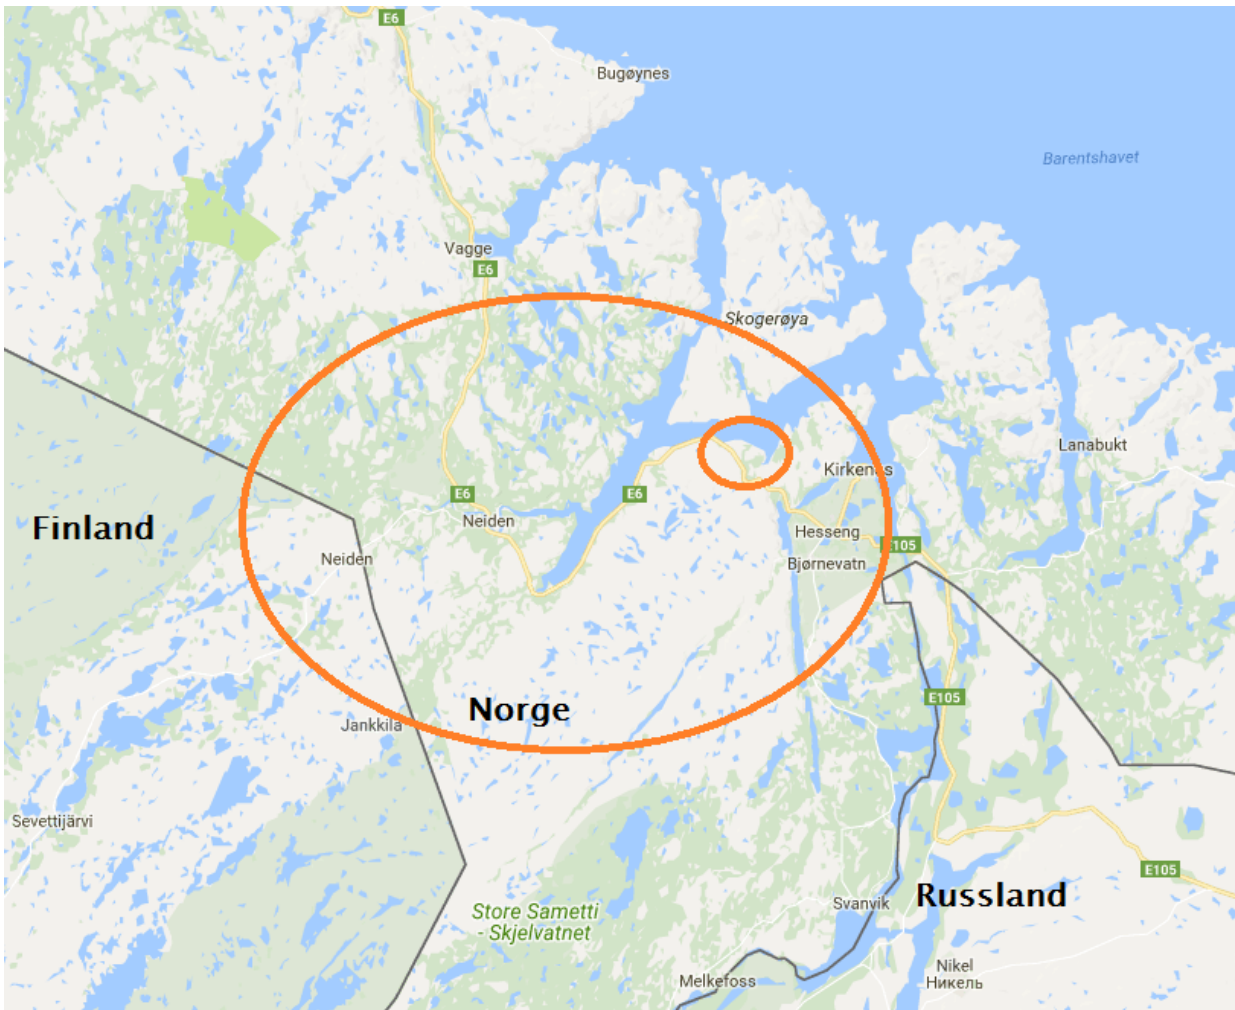 E6
Bugøynes
Barentshavet
Vagge
E6
Skogerøya
Lanabukt
Kirkenes
E6
E6
Neiden
Finland
Hesseng
E105
Neiden
Bjørnevatn
E105
Norge
Jankkila
Sevettijärvi
E105
Russland
Svanvik
Store Sametti
- Skjelvatnet
Nikel
Никель
Melkefoss